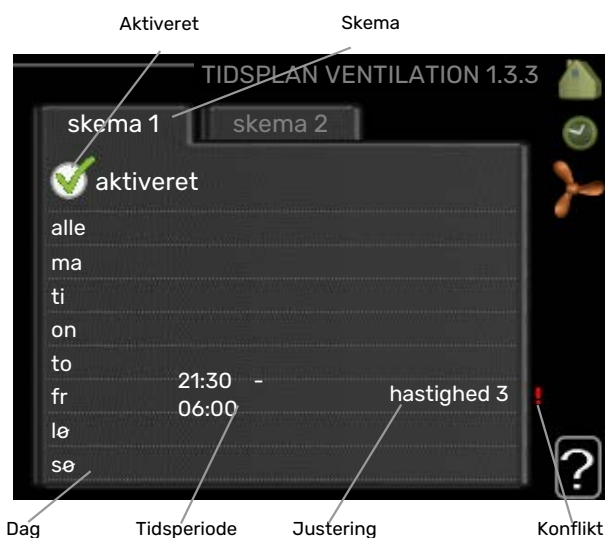 Aktiveret
Skema
TIDSPLAN VENTILATION 1.3.3
skema 1
skema 2
aktiveret
alle
ma
ti
on
to
fr
21:30 -
06:00
hastighed 3
!
lø
sø
?
Dag
Tidsperiode
Justering
Konflikt